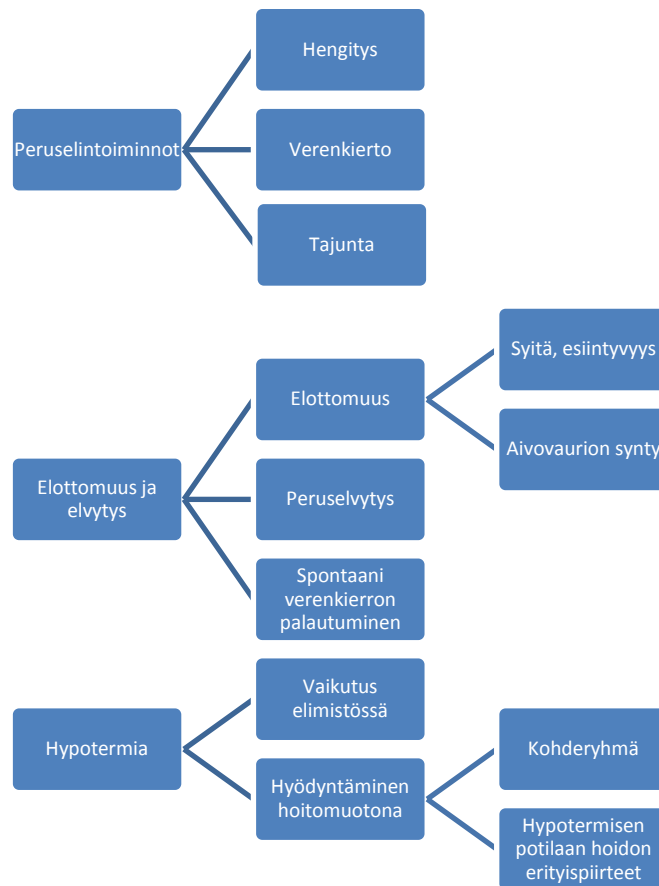 Hengitys
Peruselintoiminnot
Verenkierto
Tajunta
Syitä, esiintyvyys
Elottomuus
Aivovaurion synty
Elottomuus ja
elvytys
Peruselvytys
Spontaani
verenkierron
palautuminen
Vaikutus
elimistössä
Hypotermia
Kohderyhmä
Hyödyntäminen
hoitomuotona
Hypotermisen
potilaan hoidon
erityispiirteet